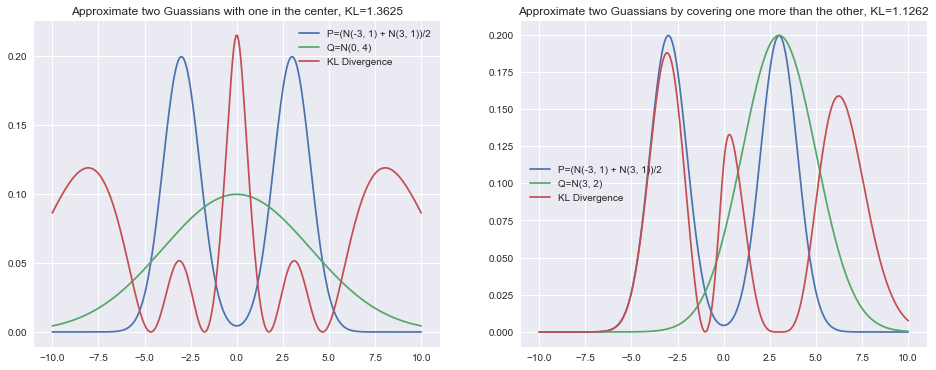 Approximate two Guassians with one in the center, KL=1.3625
P=(N(-3, 1) + N(3, 1))/2
Q=N(0, 4)
KL Divergence
0.20
0.15
0.10
0.05
0.00
−10.0 −7.5 −5.0 −2.5 0.0 2.5 5.0 7.5 10.0
Approximate two Guassians by covering one more than the other, KL=1.1262
0.200
0.175
0.150
0.125
0.100
0.075
0.050
0.025
0.000
P=(N(-3, 1) + N(3, 1))/2
Q=N(3, 2)
KL Divergence
−10.0 −7.5 −5.0 −2.5 0.0 2.5 5.0 7.5 10.0